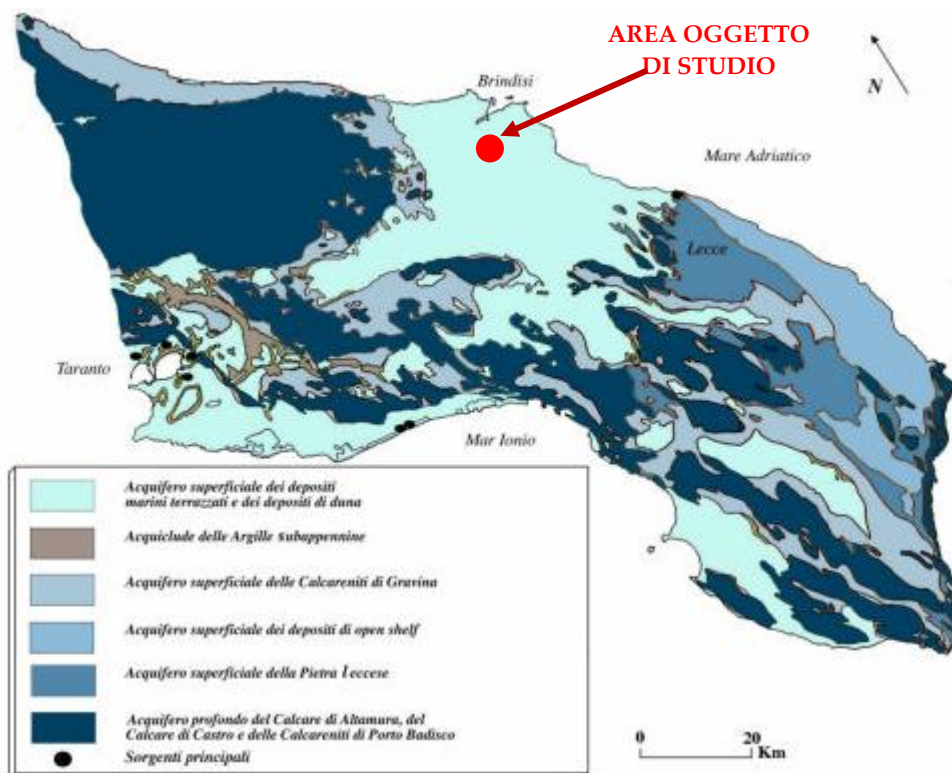 AREA OGGETTO
DI STUDIO
Brindisi
N
Mare Adriatico
Lecce
Taranto
Mar Ionio
Acquifero superficiale dei depositi
marini terrazzati e dei depositi di duna
Acquiclude delle Argille subappennine
Acquifero superficiale delle Calcareniti di Gravina
Acquifero superficiale dei depositi di open shelf
Acquifero superficiale della Pietra leccese
Acquifero profondo del Calcare di Altamura, del
Calcare di Castro e delle Calcareniti di Porto Badisco
Sorgenti principali
0 20
Km